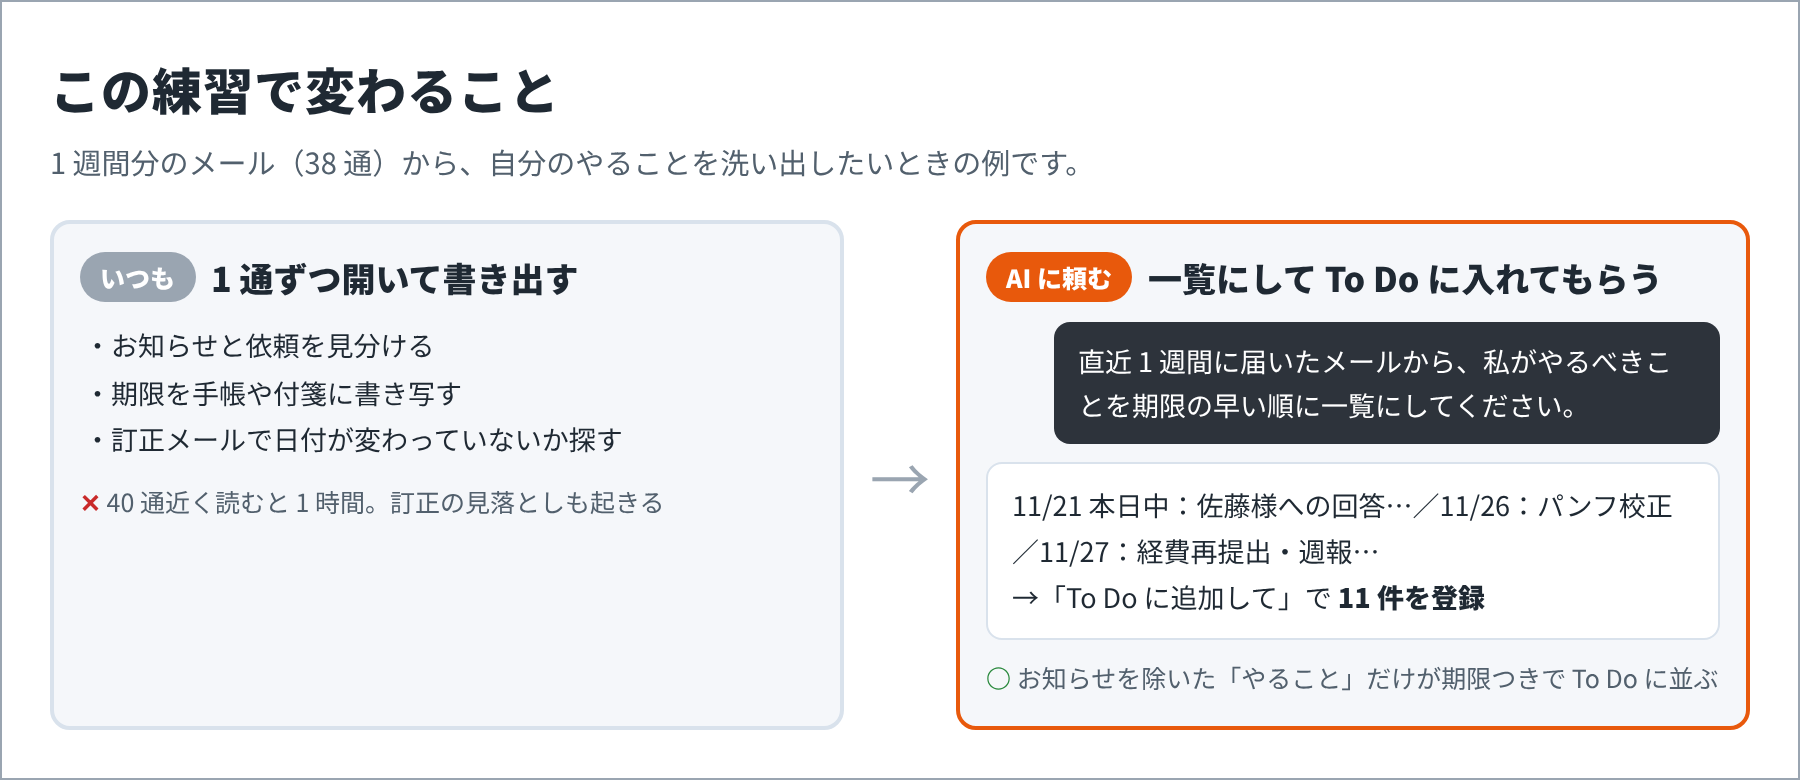 この練習で変わること
1 週間分のメール（38 通）から、自分のやることを洗い出したいときの例です。
いつも 1 通ずつ開いて書き出す
・お知らせと依頼を見分ける
・期限を手帳や付箋に書き写す
・訂正メールで日付が変わっていないか探す
× 40 通近く読むと 1 時間。訂正の見落としも起きる
→
AI に頼む 一覧にして To Do に入れてもらう
直近 1 週間に届いたメールから、私がやるべきこ
とを期限の早い順に一覧にしてください。
11/21 本日中：佐藤様への回答…／11/26：パンフ校正
／11/27：経費再提出・週報…
→「To Do に追加して」で 11 件を登録
○ お知らせを除いた「やること」だけが期限つきで To Do に並ぶ